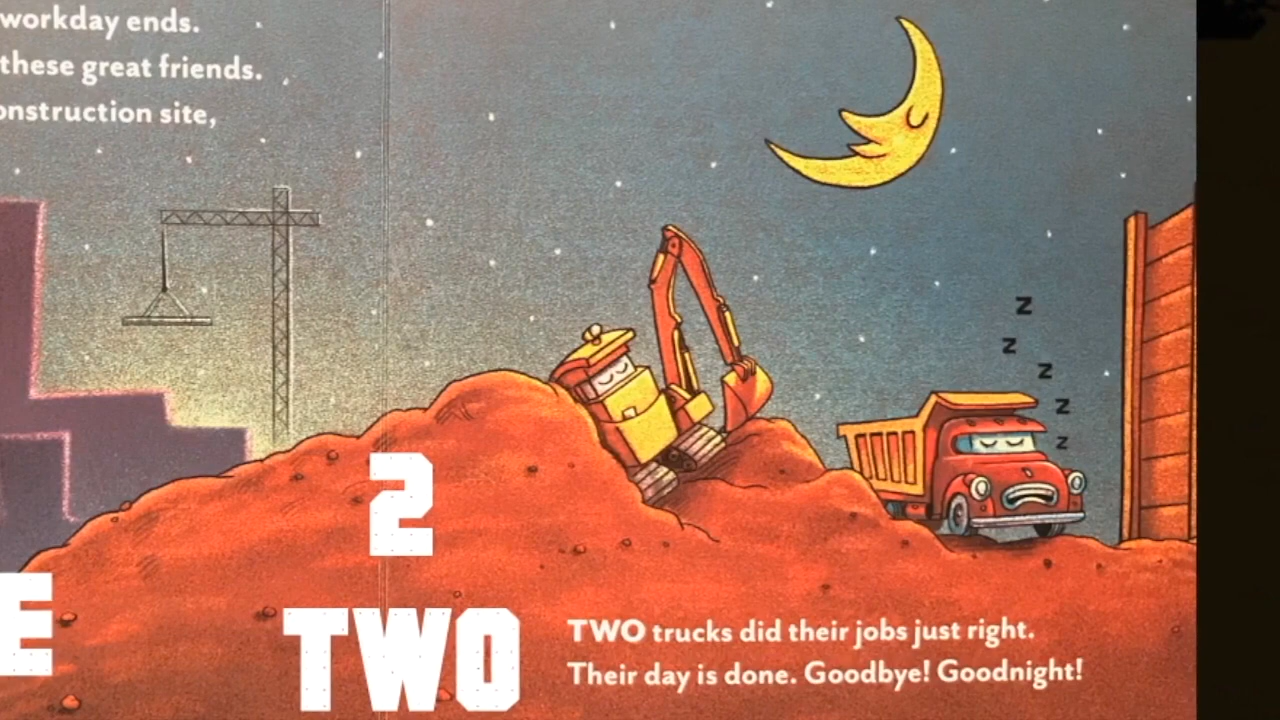 workday ends.
these great friends.
onstruction site,
z
z
z
z
z
2
E
TWO
TWO trucks did their jobs just right.
Their day is done. Goodbye! Goodnight!